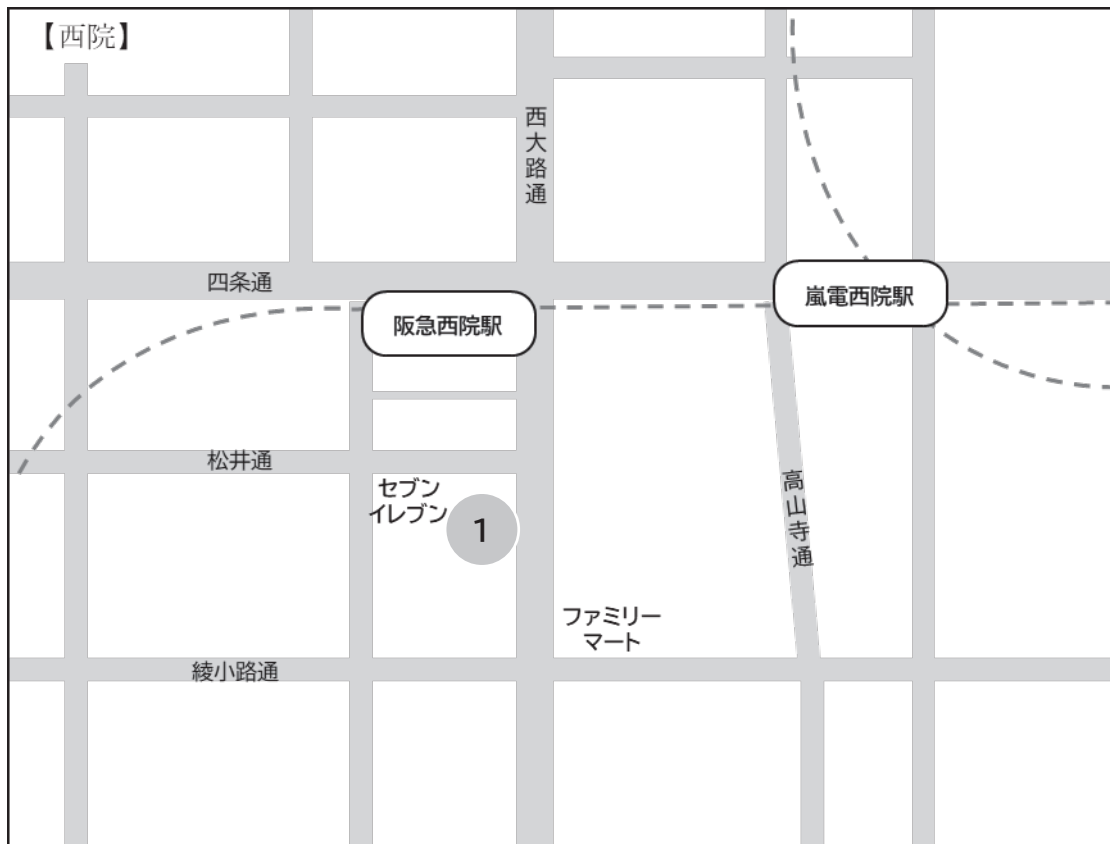 【西院】
西大路通
四条通
阪急西院駅
嵐電西院駅
松井通
セブン
イレブン
1
高山寺通
ファミリー
マート
綾小路通